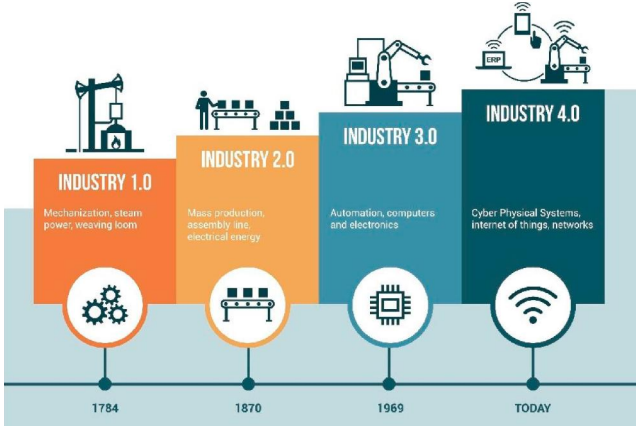 ERP
INDUSTRY 1.0
Mechanization, steam
power, weaving loom
INDUSTRY 2.0
Mass production,
assembly line,
electrical energy
INDUSTRY 3.0
Automation, computers
and electronics
INDUSTRY 4.0
Cyber Physical Systems,
internet of things, networks
1784
1870
1969
TODAY